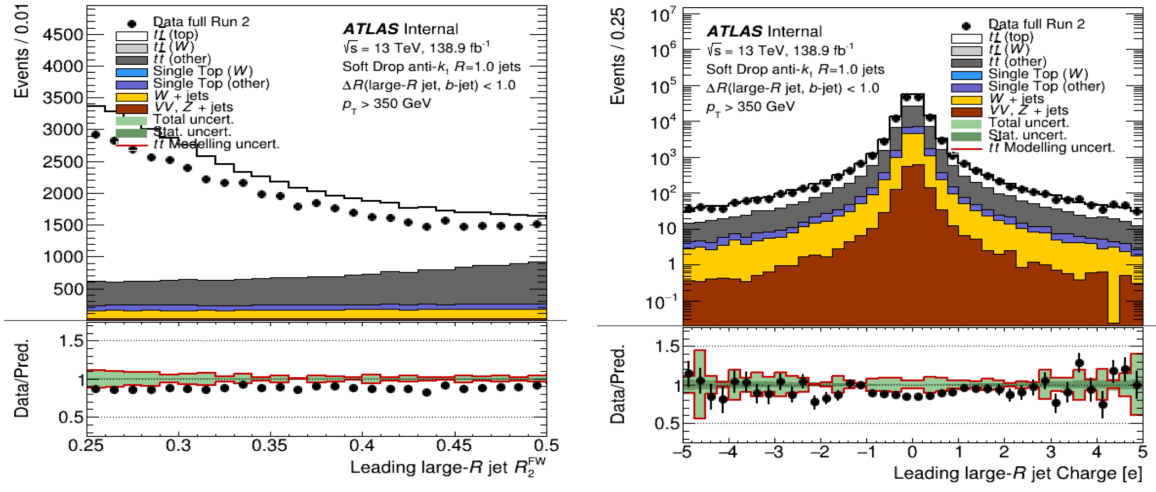 Events / 0.01
4500
4000
3500
3000
2500
2000
1500
1000
500
Data full Run 2
tt̄ (top)
tt̄ (W)
tt̄ (other)
Single Top (W)
Single Top (other)
W + jets
VV, Z + jets
Total uncert.
Stat. uncert.
tt̄ Modelling uncert.
ATLAS Internal
√s = 13 TeV, 138.9 fb⁻¹
Soft Drop anti-kₜ R=1.0 jets
ΔR(large-R jet, b-jet) < 1.0
p_T > 350 GeV
Data/Pred.
1.5
1
0.5
0.25 0.3 0.35 0.4 0.45 0.5
Leading large-R jet R₂^FW
Events / 0.25
10⁷
10⁶
10⁵
10⁴
10³
10²
10
1
10⁻¹
ATLAS Internal
√s = 13 TeV, 138.9 fb⁻¹
Soft Drop anti-kₜ R=1.0 jets
ΔR(large-R jet, b-jet) < 1.0
p_T > 350 GeV
Data full Run 2
tt̄ (top)
tt̄ (W)
tt̄ (other)
Single Top (W)
Single Top (other)
W + jets
VV, Z + jets
Total uncert.
Stat. uncert.
tt̄ Modelling uncert.
Data/Pred.
1.5
1
0.5
−5 −4 −3 −2 −1 0 1 2 3 4 5
Leading large-R jet Charge [e]